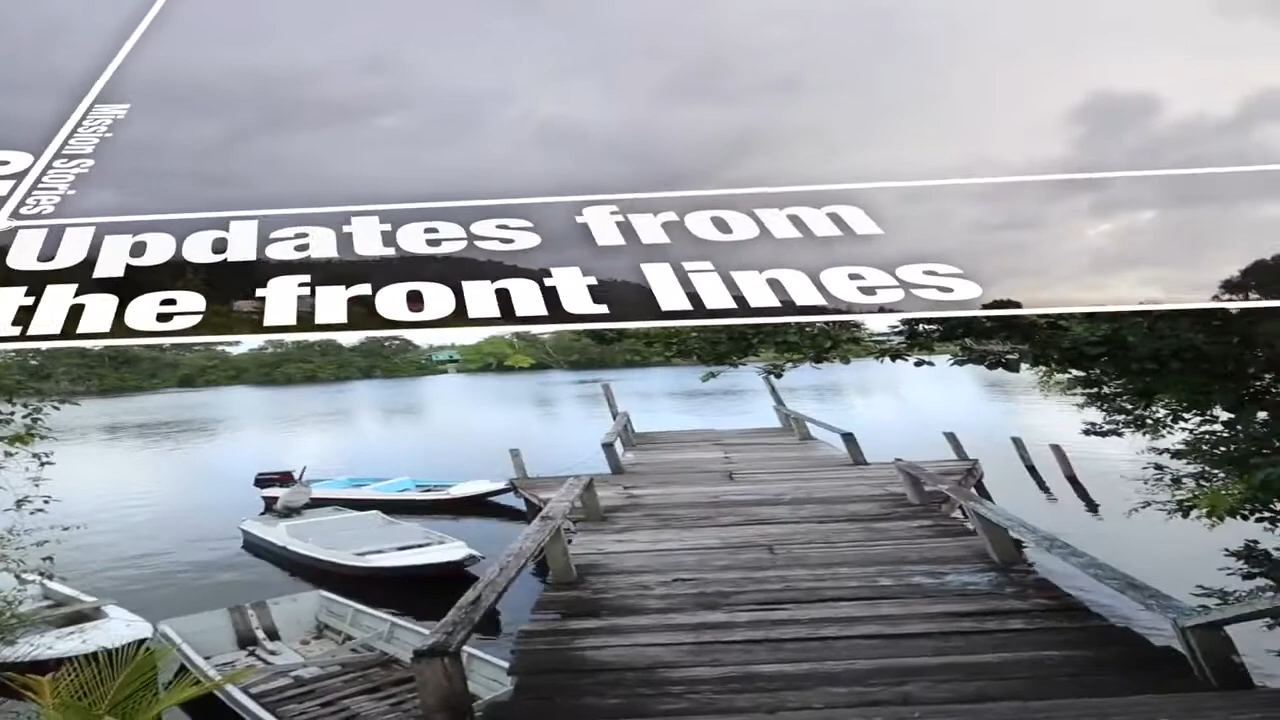 Mission Stories
Updates from
the front lines